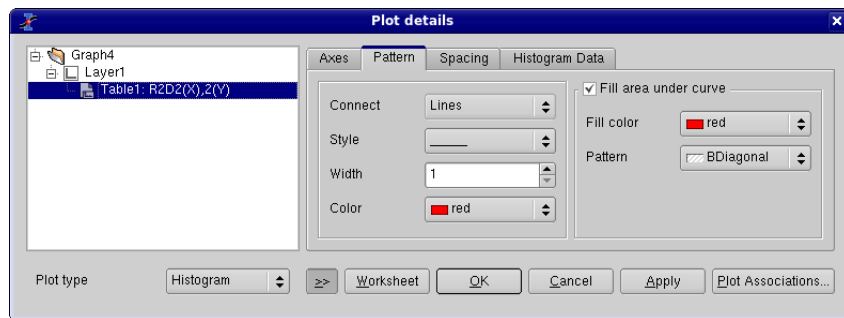 Plot details
Graph4
Layer1
Table1: R2D2(X),2(Y)
Axes Pattern Spacing Histogram Data
Connect Lines
Style
Width 1
Color red
Fill area under curve
Fill color red
Pattern BDiagonal
Plot type Histogram >> Worksheet OK Cancel Apply Plot Associations...